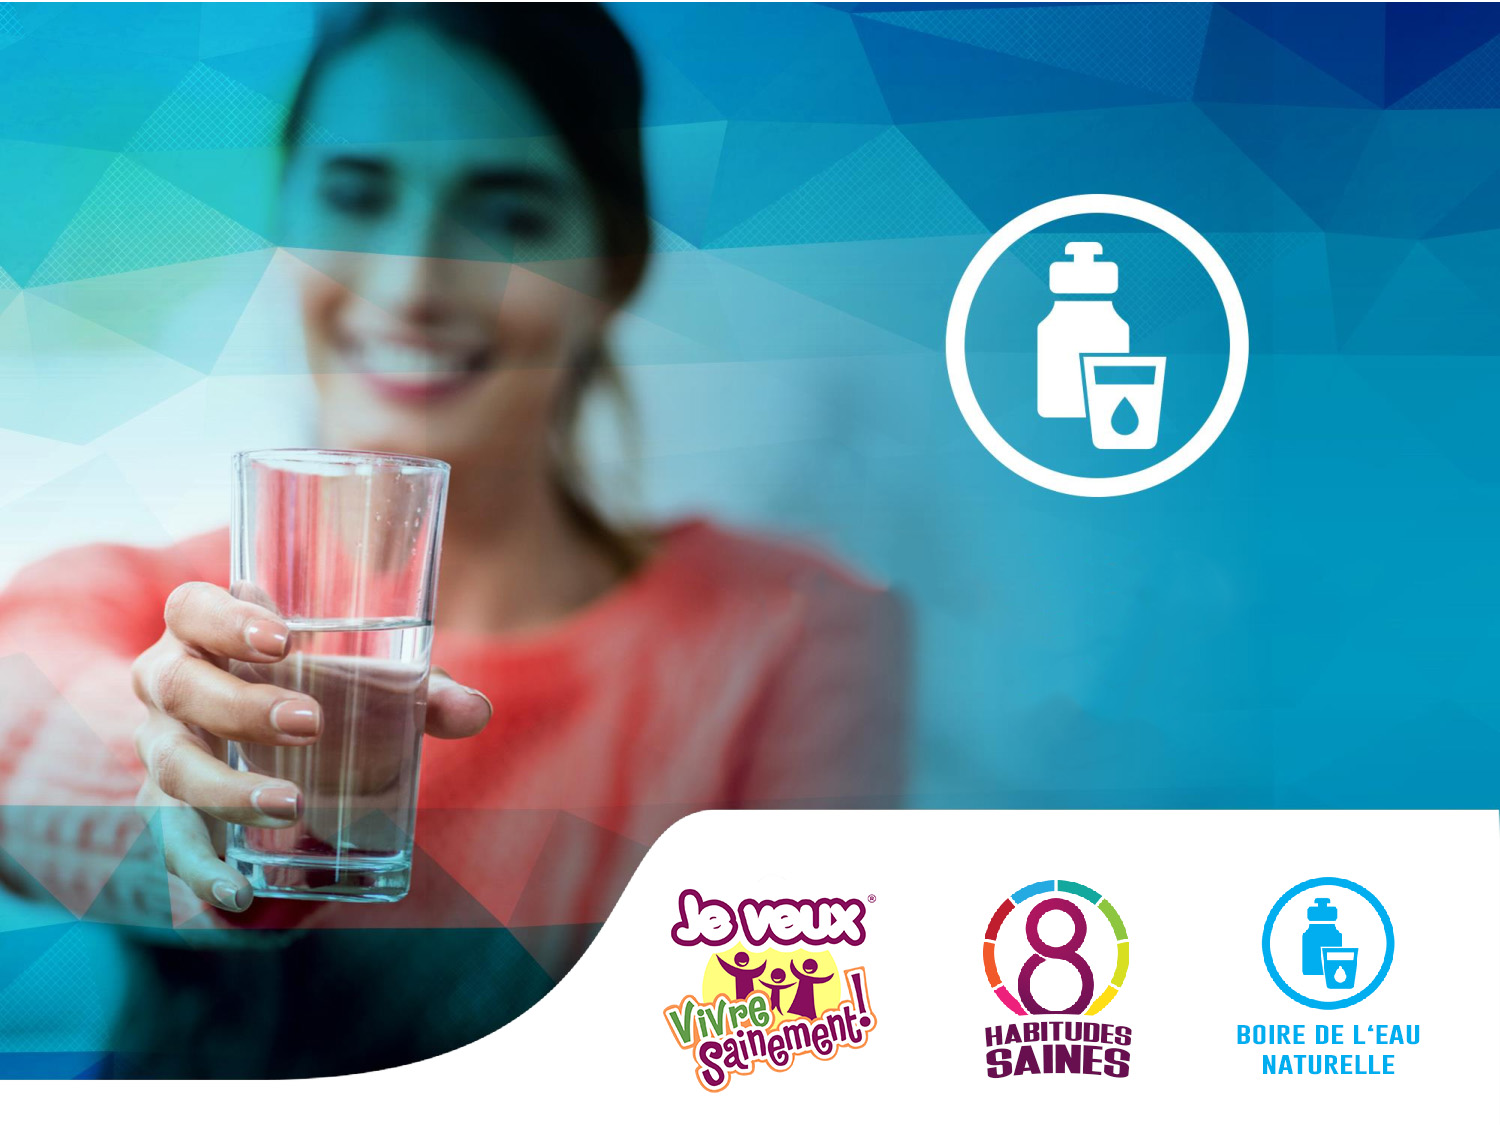 Je veux ®
Vivre
Sainement!
8
HABITUDES
SAINES
BOIRE DE L'EAU
NATURELLE